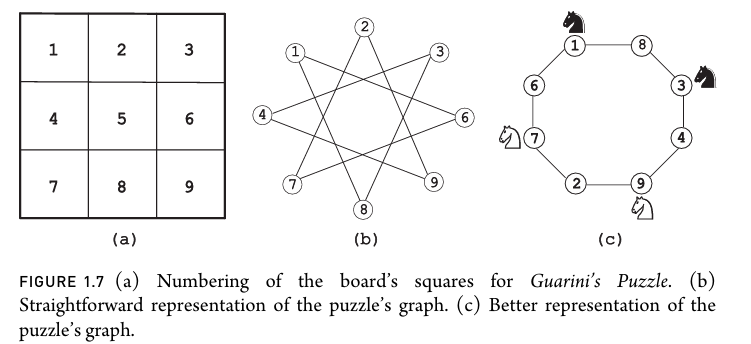 1 2 3
4 5 6
7 8 9
(a)
2
1 3
4 6
7 9
8
(b)
1 8
6 3
7 4
2 9
(c)
FIGURE 1.7 (a) Numbering of the board's squares for Guarini's Puzzle. (b)
Straightforward representation of the puzzle's graph. (c) Better representation of the
puzzle's graph.